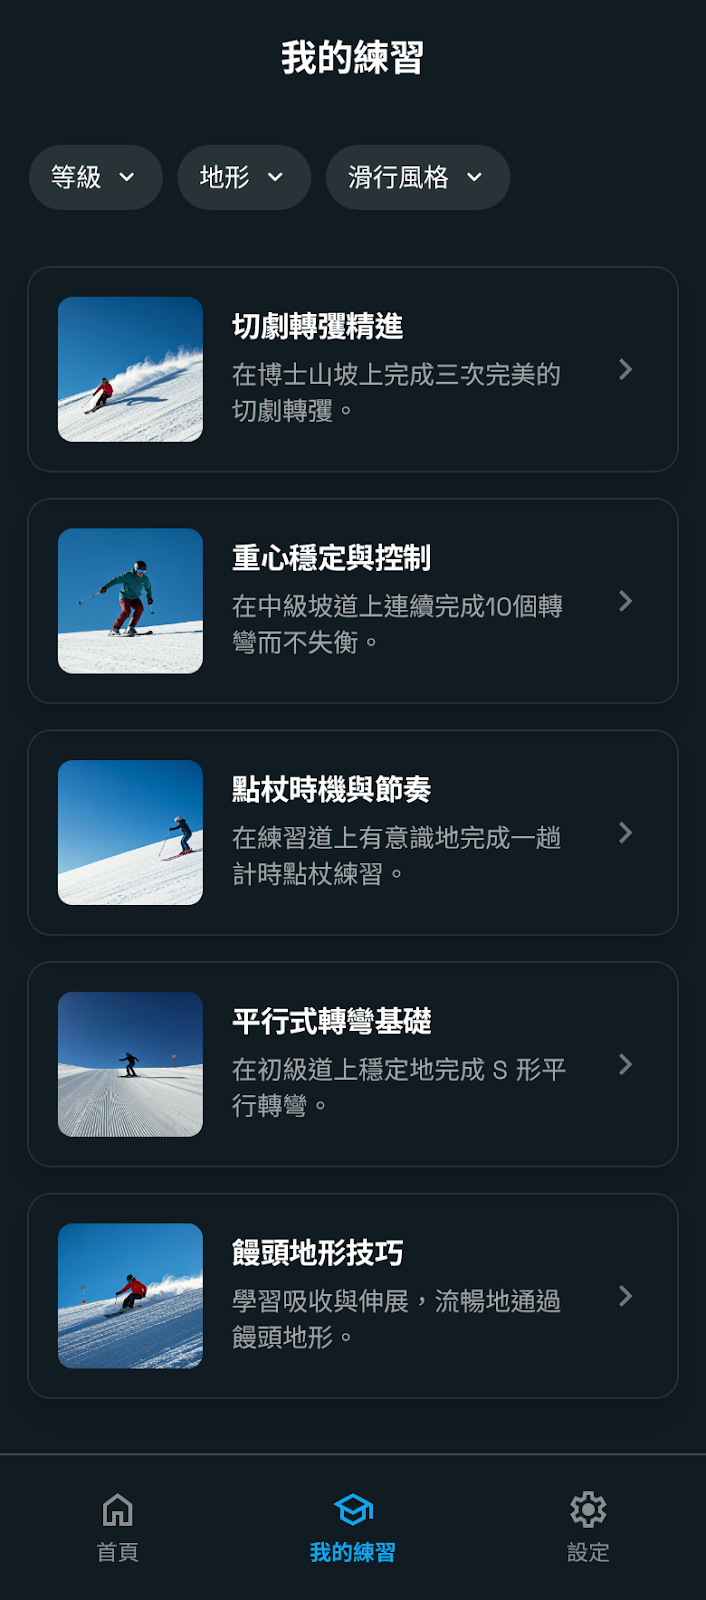 我的練習
等級
地形
滑行風格
切劇轉彏精進
在博士山坡上完成三次完美的
切劇轉彏。
重心穩定與控制
在中級坡道上連續完成10個轉
彎而不失衡。
點杖時機與節奏
在練習道上有意識地完成一趟
計時點杖練習。
平行式轉彎基礎
在初級道上穩定地完成 S 形平
行轉彎。
饅頭地形技巧
學習吸收與伸展，流暢地通過
饅頭地形。
首頁
我的練習
設定